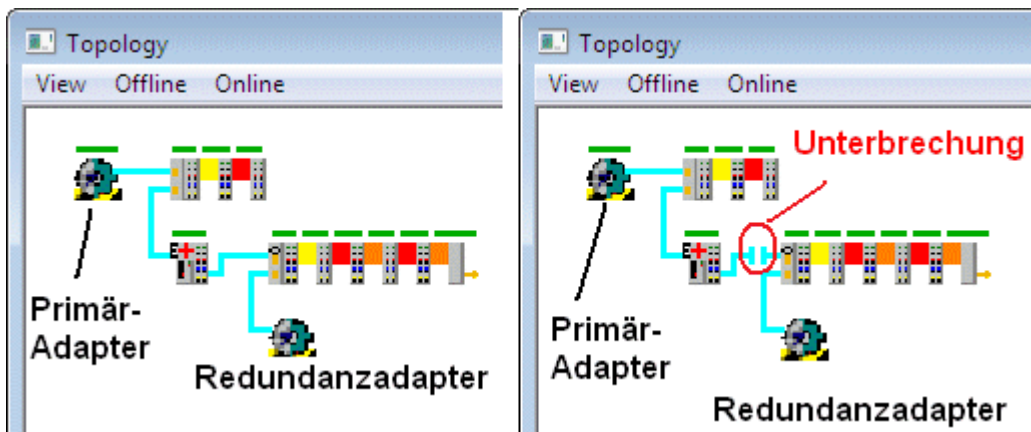 Topology
View Offline Online
Primär-
Adapter
Redundanzadapter
Topology
View Offline Online
Unterbrechung
Primär-
Adapter
Redundanzadapter